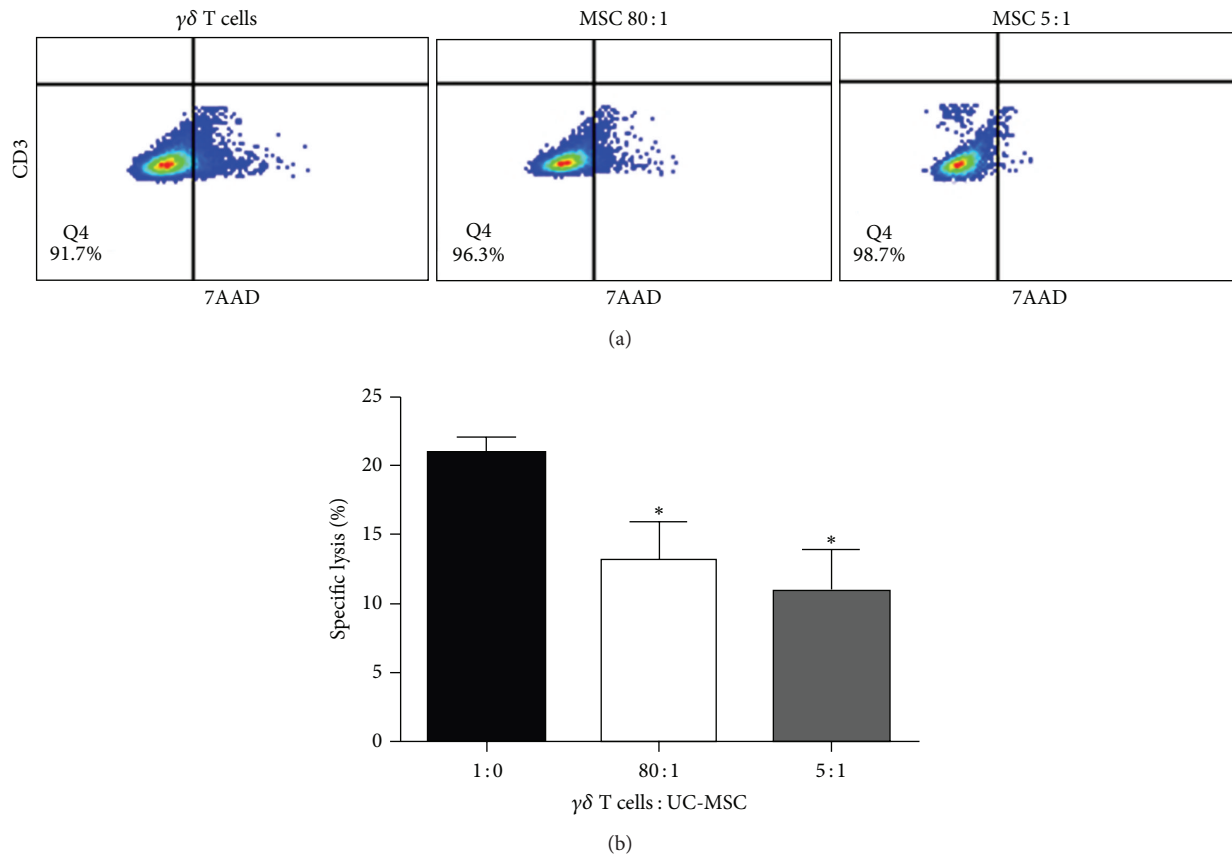 γδ T cells
MSC 80:1
MSC 5:1
CD3
Q4
91.7%
Q4
96.3%
Q4
98.7%
7AAD
7AAD
7AAD
(a)
25
20
15
10
5
0
Specific lysis (%)
*
*
1:0
80:1
5:1
γδ T cells : UC-MSC
(b)